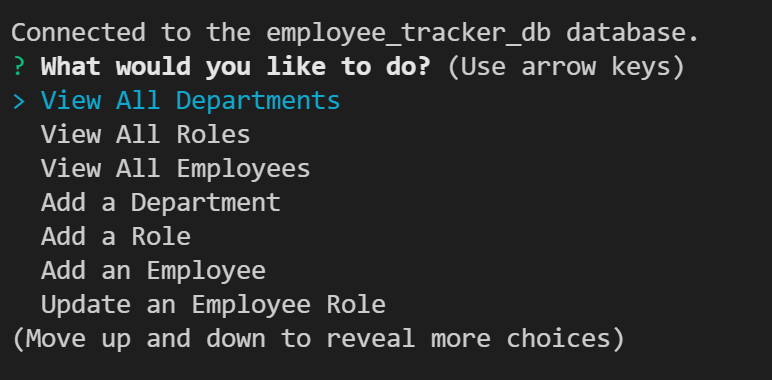 Connected to the employee_tracker_db database.
? What would you like to do? (Use arrow keys)
> View All Departments
View All Roles
View All Employees
Add a Department
Add a Role
Add an Employee
Update an Employee Role
(Move up and down to reveal more choices)